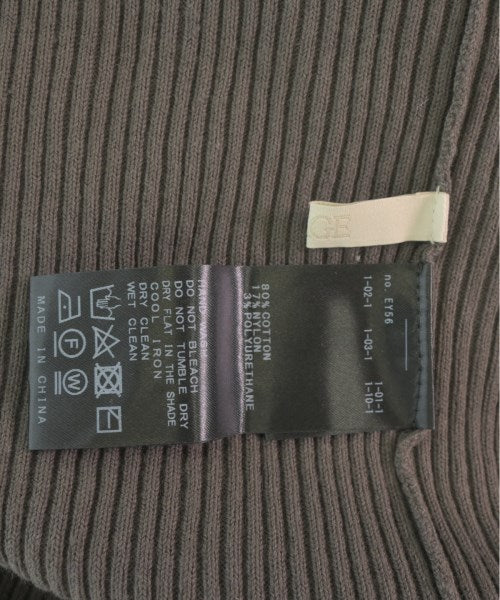 GE
no. EY56
1-02-1 1-03-1 1-01-1
1-10-1
80% COTTON
17% NYLON
3% POLYURETHANE
HAND WASH
DO NOT BLEACH
DO NOT TUMBLE DRY
DRY FLAT IN THE SHADE
COOL IRON
DRY CLEAN
WET CLEAN
F
W
MADE IN CHINA